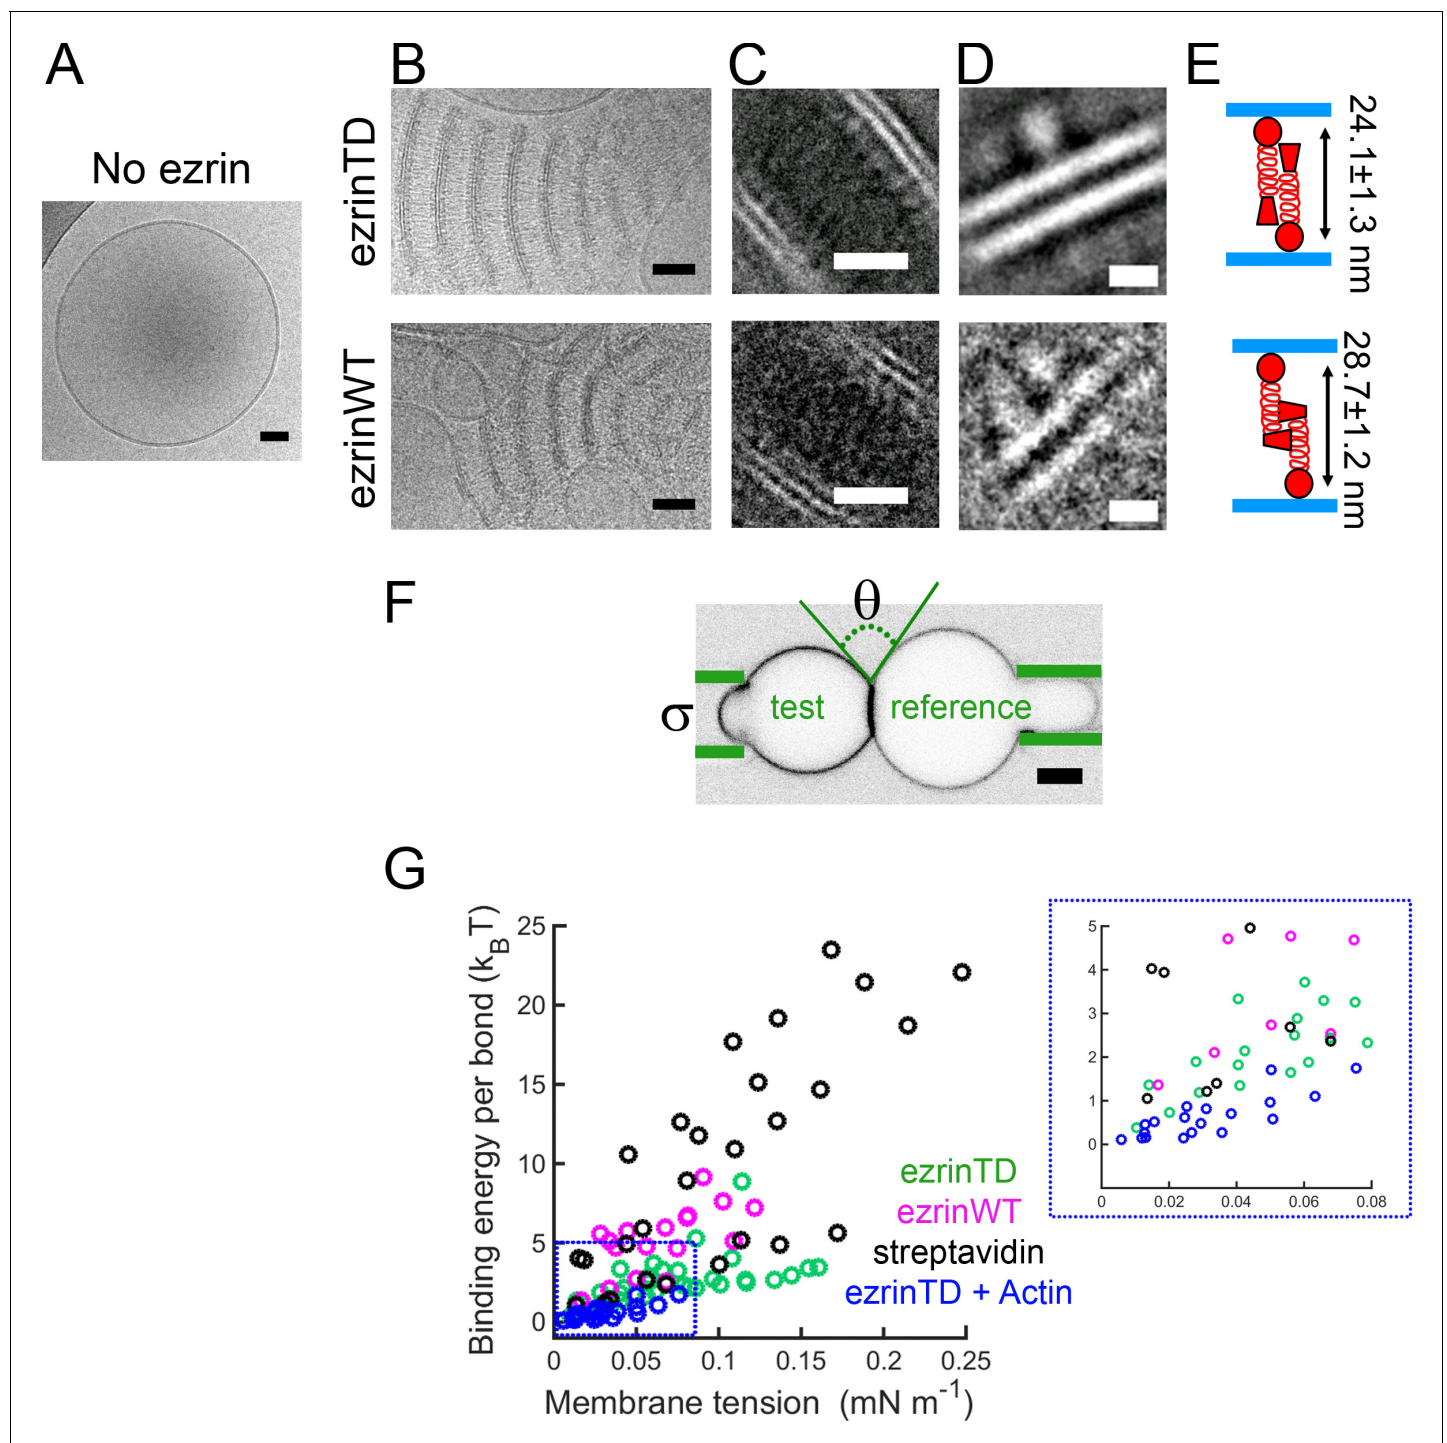 A
B
C
D
E
No ezrin
ezrinTD
24.1±1.3 nm
ezrinWT
28.7±1.2 nm
F
θ
σ
test
reference
G
Binding energy per bond (kBT)
25
20
15
10
5
0
0
0.05
0.1
0.15
0.2
0.25
Membrane tension (mN m-1)
ezrinTD
ezrinWT
streptavidin
ezrinTD + Actin
5
4
3
2
1
0
0
0.02
0.04
0.06
0.08